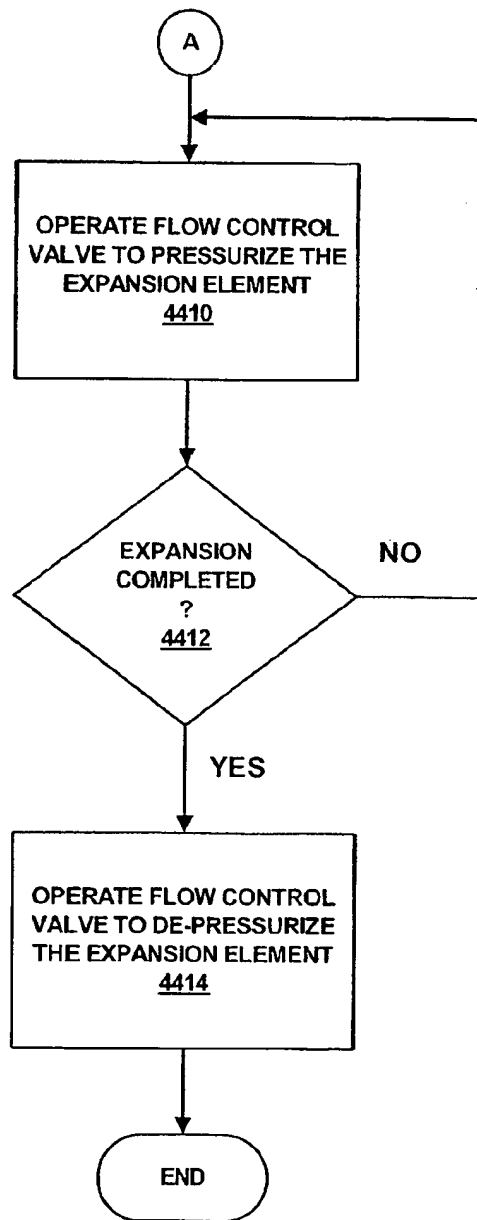 A
OPERATE FLOW CONTROL
VALVE TO PRESSURIZE THE
EXPANSION ELEMENT
4410
EXPANSION
COMPLETED
?
4412
NO
YES
OPERATE FLOW CONTROL
VALVE TO DE-PRESSURIZE
THE EXPANSION ELEMENT
4414
END